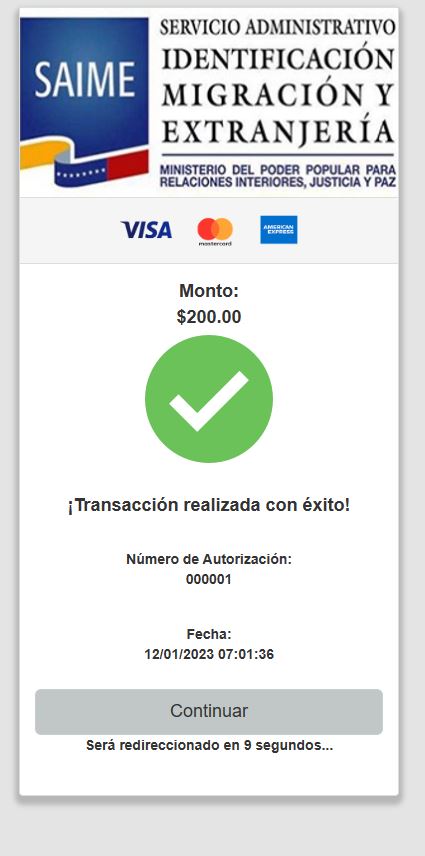 SAIME
SERVICIO ADMINISTRATIVO
IDENTIFICACIÓN
MIGRACIÓN Y
EXTRANJERÍA
MINISTERIO DEL PODER POPULAR PARA
RELACIONES INTERIORES, JUSTICIA Y PAZ
VISA
mastercard
AMERICAN
EXPRESS
Monto:
$200.00
¡Transacción realizada con éxito!
Número de Autorización:
000001
Fecha:
12/01/2023 07:01:36
Continuar
Será redireccionado en 9 segundos...